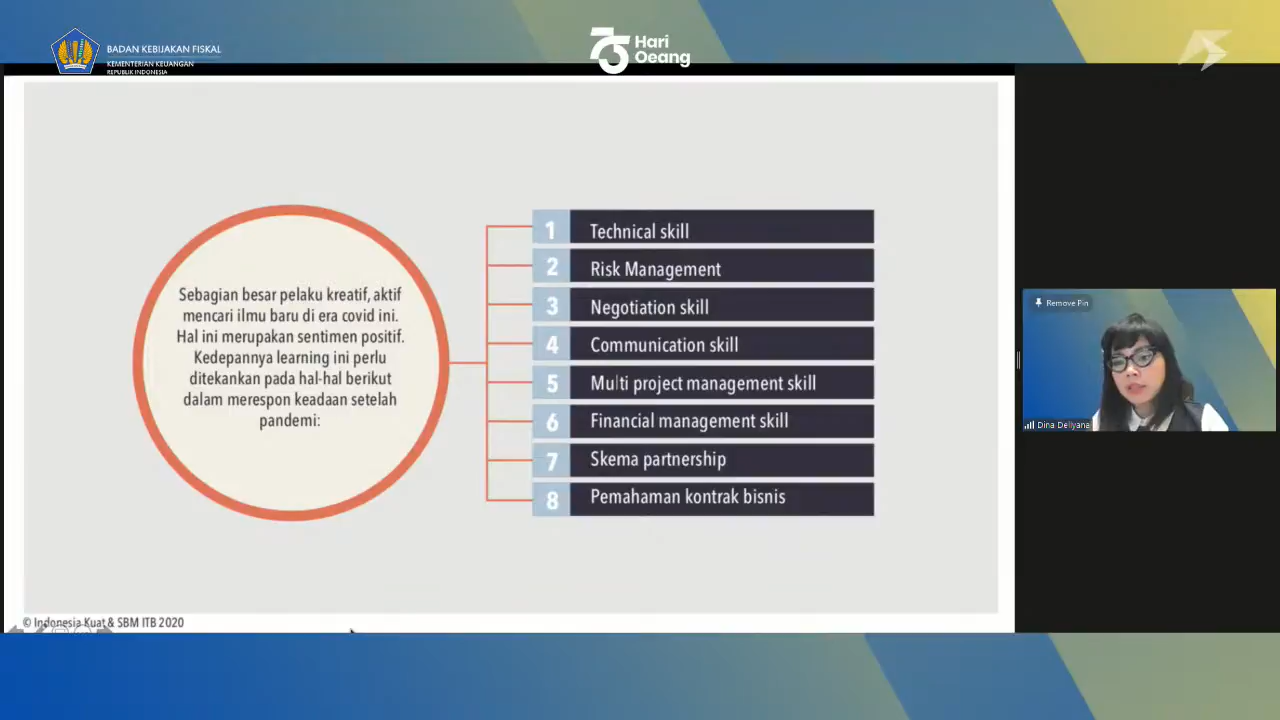 BADAN KEBIJAKAN FISKAL
KEMENTERIAN KEUANGAN
REPUBLIK INDONESIA
75 Hari
Oeang
Sebagian besar pelaku kreatif, aktif
mencari ilmu baru di era covid ini.
Hal ini merupakan sentimen positif.
Kedepannya learning ini perlu
ditekankan pada hal-hal berikut
dalam merespon keadaan setelah
pandemi:
1 Technical skill
2 Risk Management
3 Negotiation skill
4 Communication skill
5 Multi project management skill
6 Financial management skill
7 Skema partnership
8 Pemahaman kontrak bisnis
© Indonesia Kuat & SBM ITB 2020
Remove Pin
Dina Dellyana